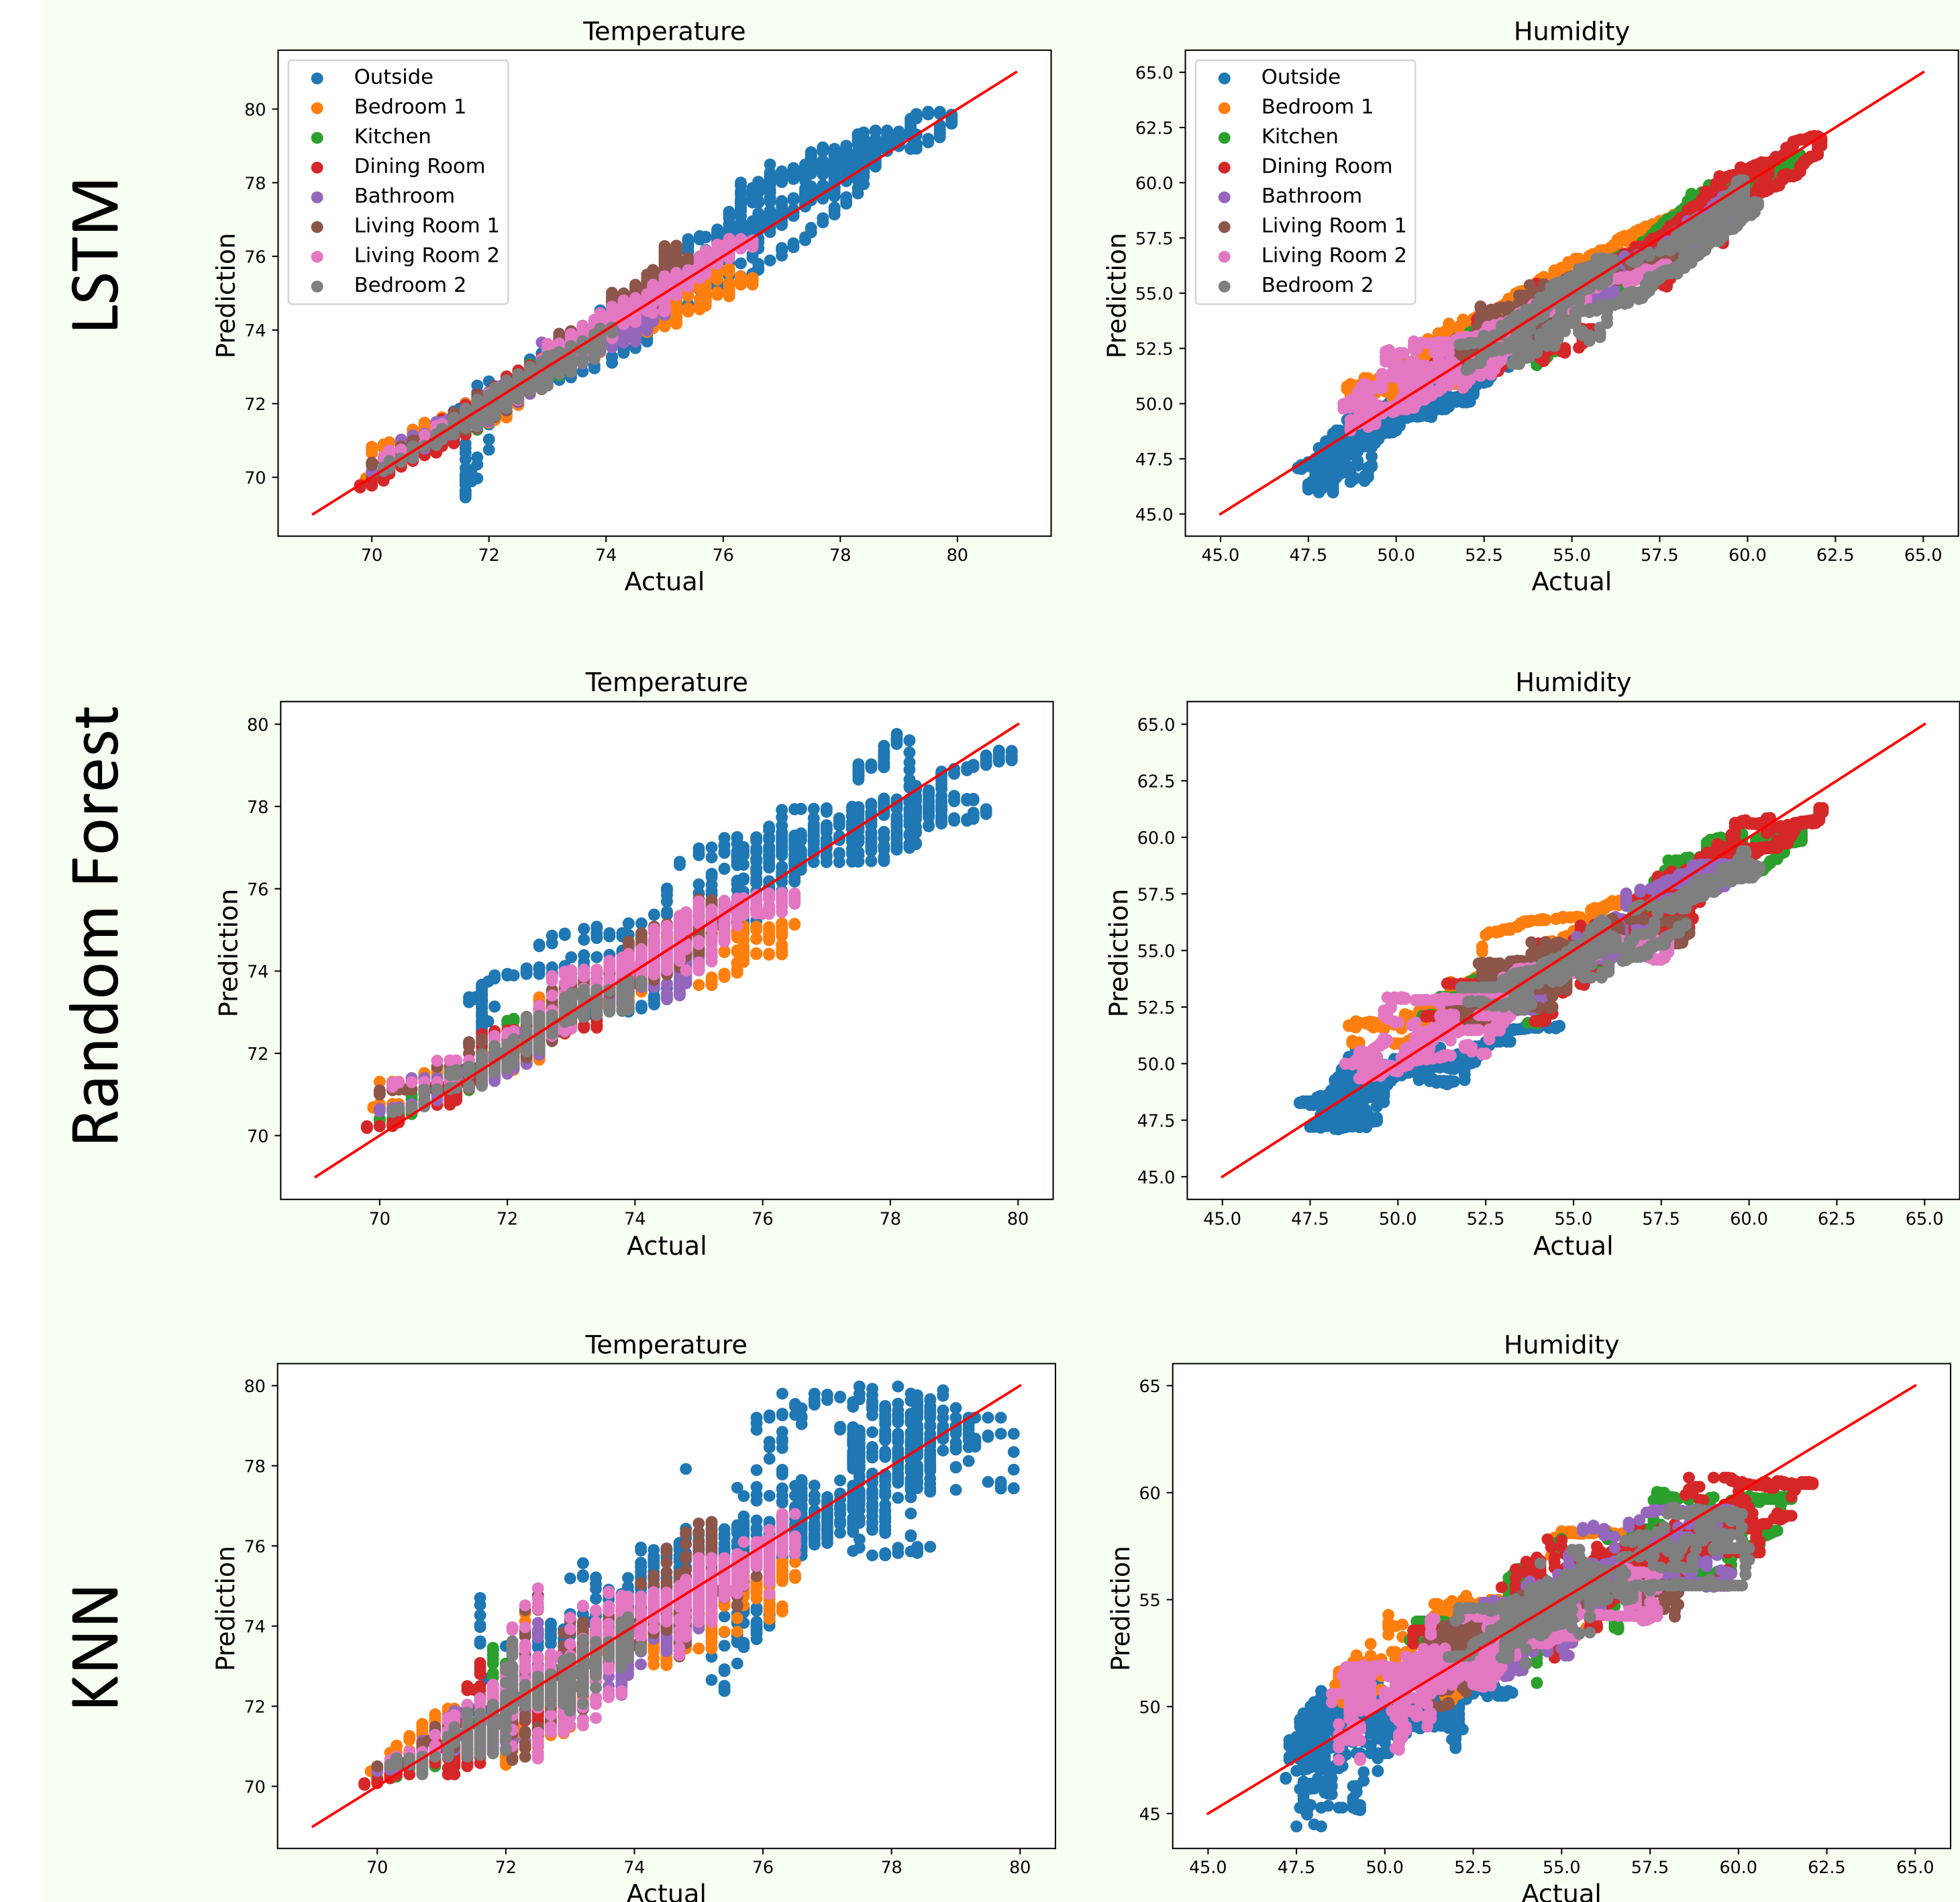 LSTM
Temperature
Prediction
80
78
76
74
72
70
Outside
Bedroom 1
Kitchen
Dining Room
Bathroom
Living Room 1
Living Room 2
Bedroom 2
70 72 74 76 78 80
Actual
Humidity
Prediction
65.0
62.5
60.0
57.5
55.0
52.5
50.0
47.5
45.0
Outside
Bedroom 1
Kitchen
Dining Room
Bathroom
Living Room 1
Living Room 2
Bedroom 2
45.0 47.5 50.0 52.5 55.0 57.5 60.0 62.5 65.0
Actual
Random Forest
Temperature
Prediction
80
78
76
74
72
70
70 72 74 76 78 80
Actual
Humidity
Prediction
65.0
62.5
60.0
57.5
55.0
52.5
50.0
47.5
45.0
45.0 47.5 50.0 52.5 55.0 57.5 60.0 62.5 65.0
Actual
KNN
Temperature
Prediction
80
78
76
74
72
70
70 72 74 76 78 80
Actual
Humidity
Prediction
65
60
55
50
45
45.0 47.5 50.0 52.5 55.0 57.5 60.0 62.5 65.0
Actual